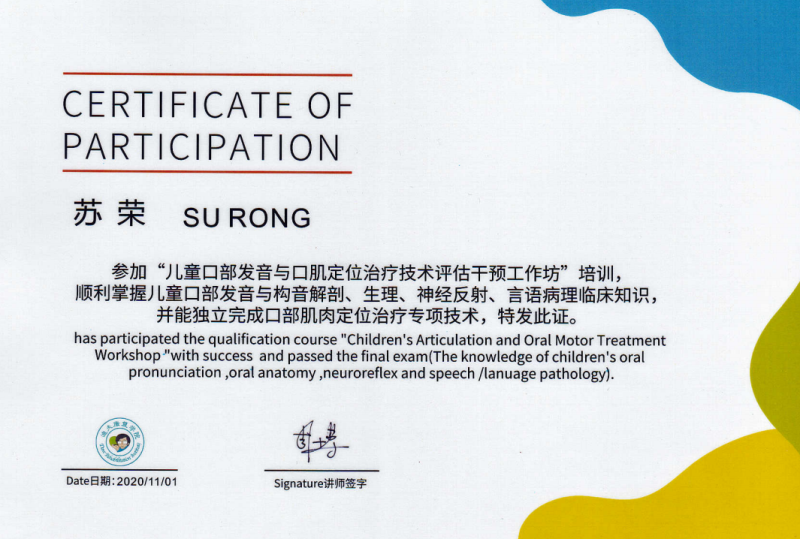 CERTIFICATE OF
PARTICIPATION
苏荣 SU RONG
参加“儿童口部发音与口肌定位治疗技术评估干预工作坊”培训，
顺利掌握儿童口部发音与构音解剖、生理、神经反射、言语病理临床知识，
并能独立完成口部肌肉定位治疗专项技术，特发此证。
has participated the qualification course "Children's Articulation and Oral Motor Treatment
Workshop "with success and passed the final exam(The knowledge of children's oral
pronunciation ,oral anatomy ,neuroreflex and speech /lanuage pathology).
Date日期：2020/11/01
Signature讲师签字